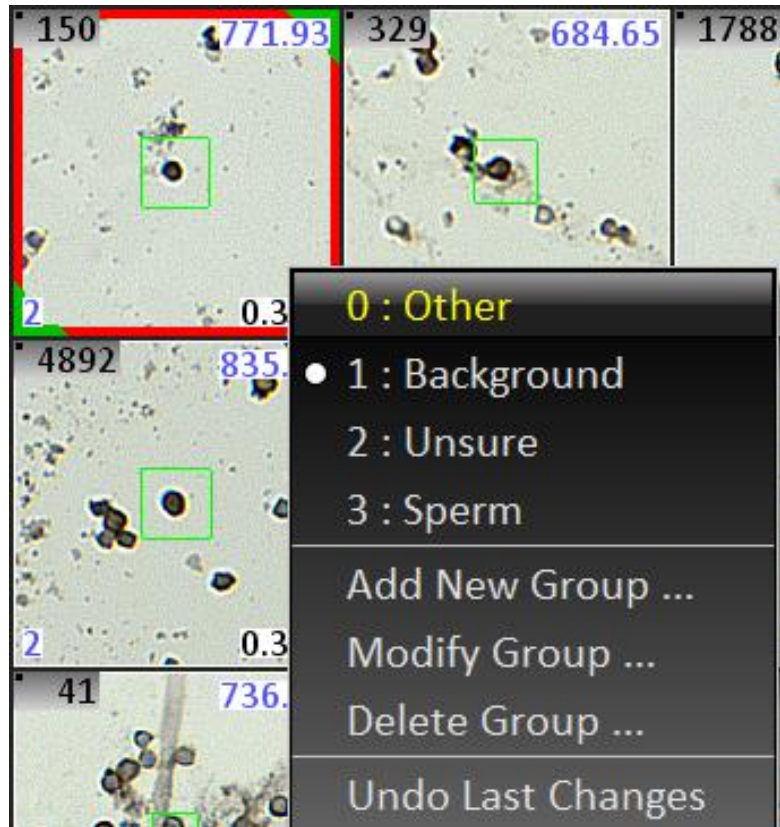 150 771.93 329 684.65 1788
2 0.3
4892 835.
2 0.3
41 736.
0 : Other
1 : Background
2 : Unsure
3 : Sperm
Add New Group ...
Modify Group ...
Delete Group ...
Undo Last Changes